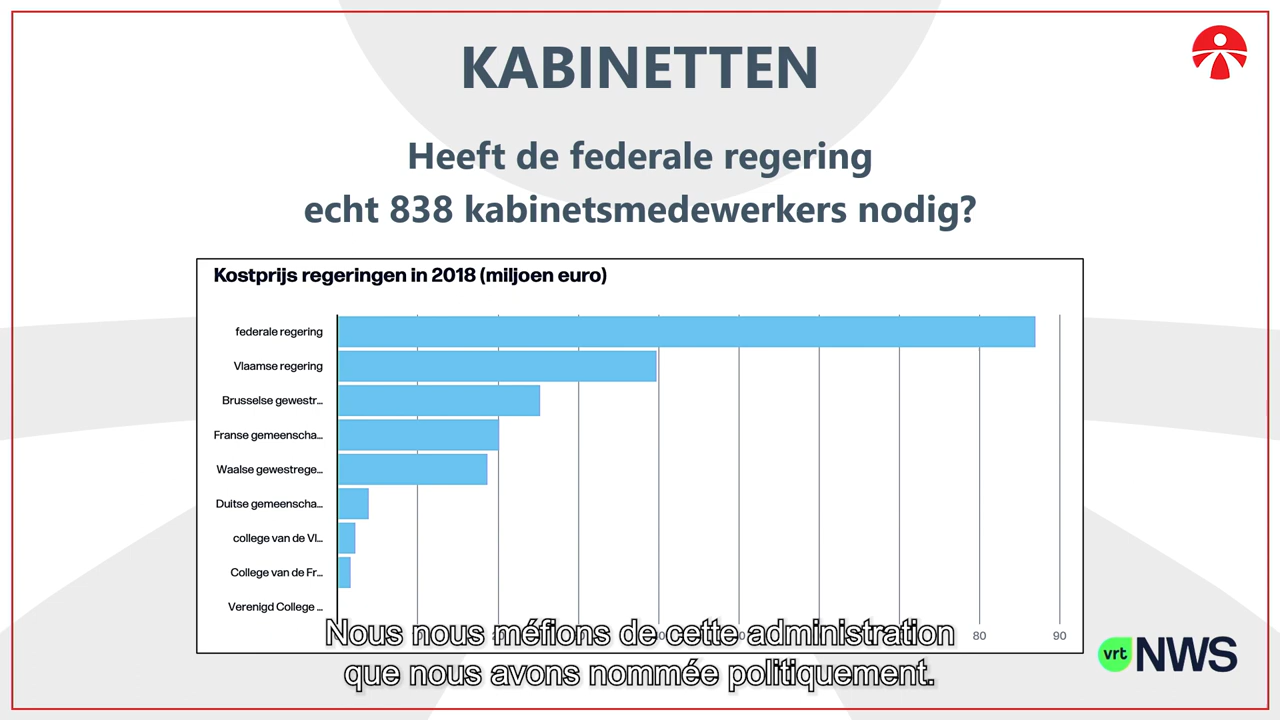 KABINETTEN
Heeft de federale regering
echt 838 kabinetsmedewerkers nodig?
Kostprijs regeringen in 2018 (miljoen euro)
federale regering
Vlaamse regering
Brusselse gewestr...
Franse gemeenscha...
Waalse gewestrege...
Duitse gemeenscha...
college van de Vl...
College van de Fr...
Verenigd College ...
80 90
Nous nous méfions de cette administration
que nous avons nommée politiquement.
vrt NWS